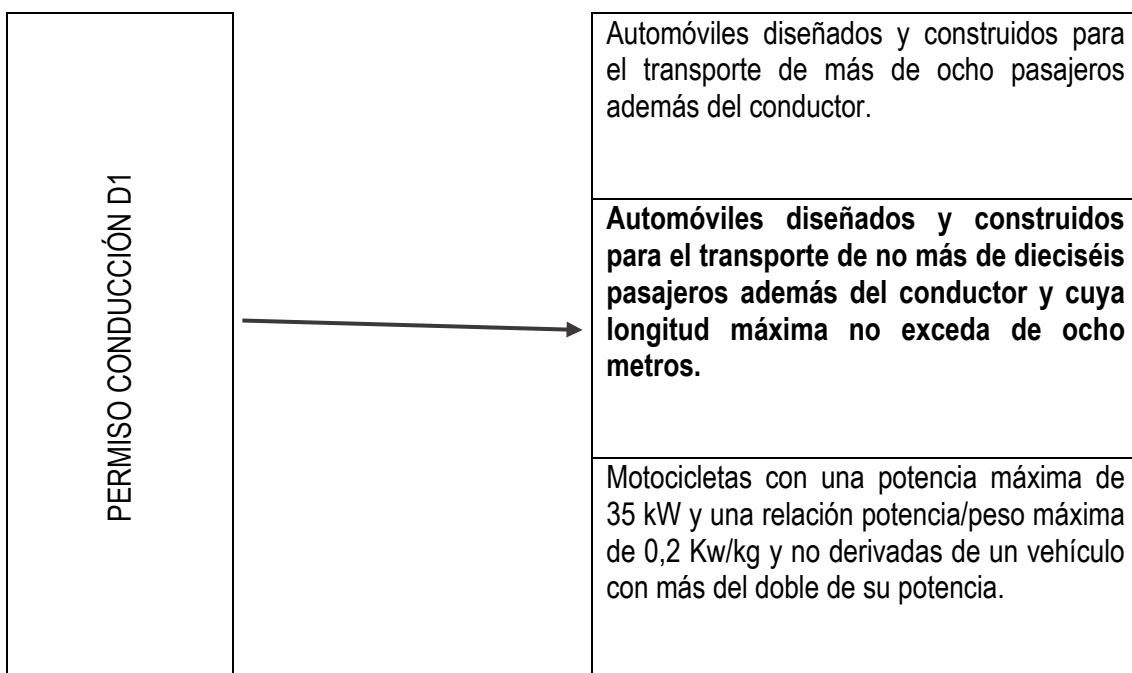 PERMISO CONDUCCIÓN D1
Automóviles diseñados y construidos para
el transporte de más de ocho pasajeros
además del conductor.
Automóviles diseñados y construidos
para el transporte de no más de dieciséis
pasajeros además del conductor y cuya
longitud máxima no exceda de ocho
metros.
Motocicletas con una potencia máxima de
35 kW y una relación potencia/peso máxima
de 0,2 Kw/kg y no derivadas de un vehículo
con más del doble de su potencia.